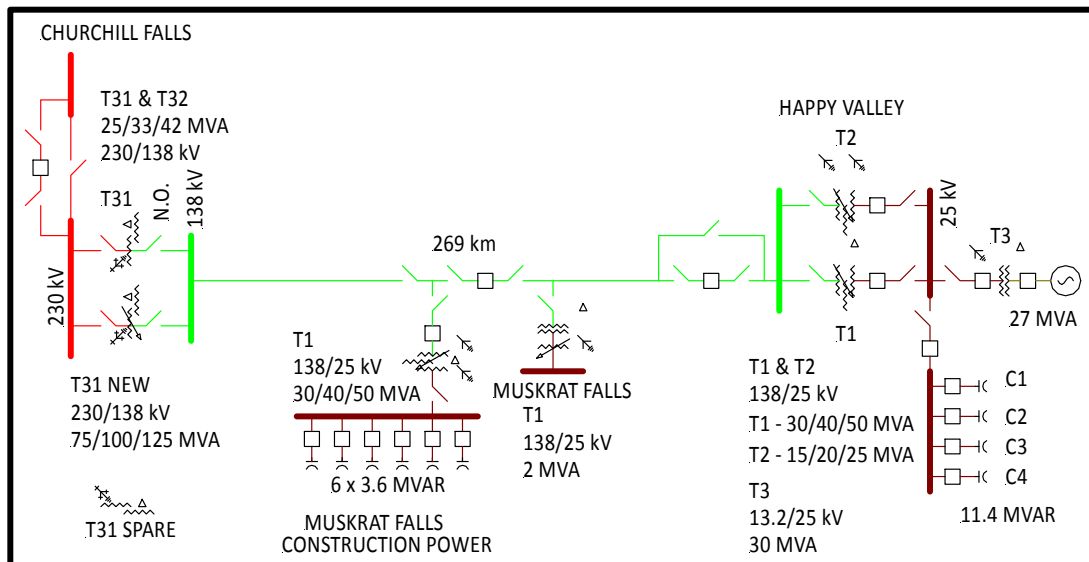 CHURCHILL FALLS
T31 & T32
25/33/42 MVA
230/138 kV
T31
N.O.
138 kV
230 kV
T31 NEW
230/138 kV
75/100/125 MVA
T31 SPARE
269 km
T1
138/25 kV
30/40/50 MVA
6 x 3.6 MVAR
MUSKRAT FALLS
CONSTRUCTION POWER
MUSKRAT FALLS
T1
138/25 kV
2 MVA
HAPPY VALLEY
T2
T1
25 kV
T3
27 MVA
T1 & T2
138/25 kV
T1 - 30/40/50 MVA
T2 - 15/20/25 MVA
T3
13.2/25 kV
30 MVA
C1
C2
C3
C4
11.4 MVAR